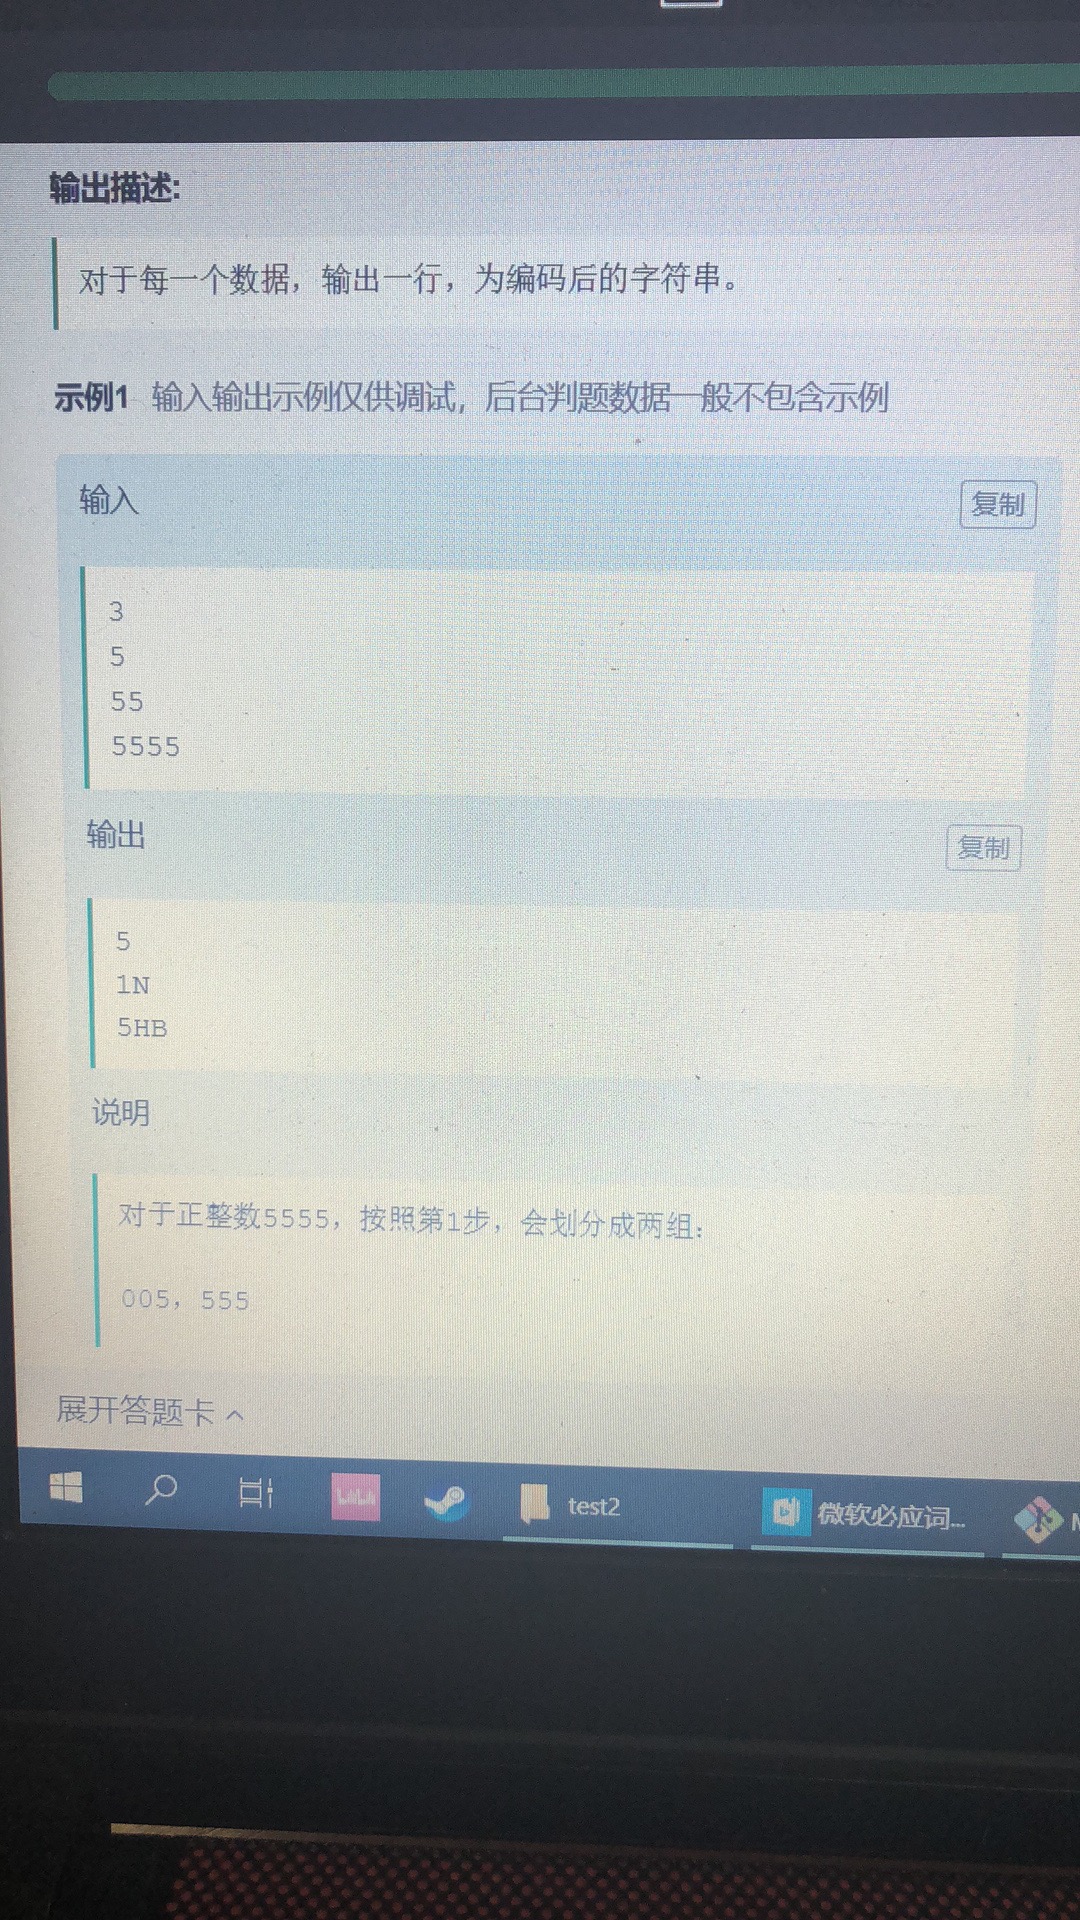 输出描述:
对于每一个数据，输出一行，为编码后的字符串。
示例1 输入输出示例仅供调试，后台判题数据一般不包含示例
输入
复制
3
5
55
5555
输出
复制
5
1N
5HB
说明
对于正整数5555，按照第1步，会划分成两组：
005，555
展开答题卡
test2
微软必应词...